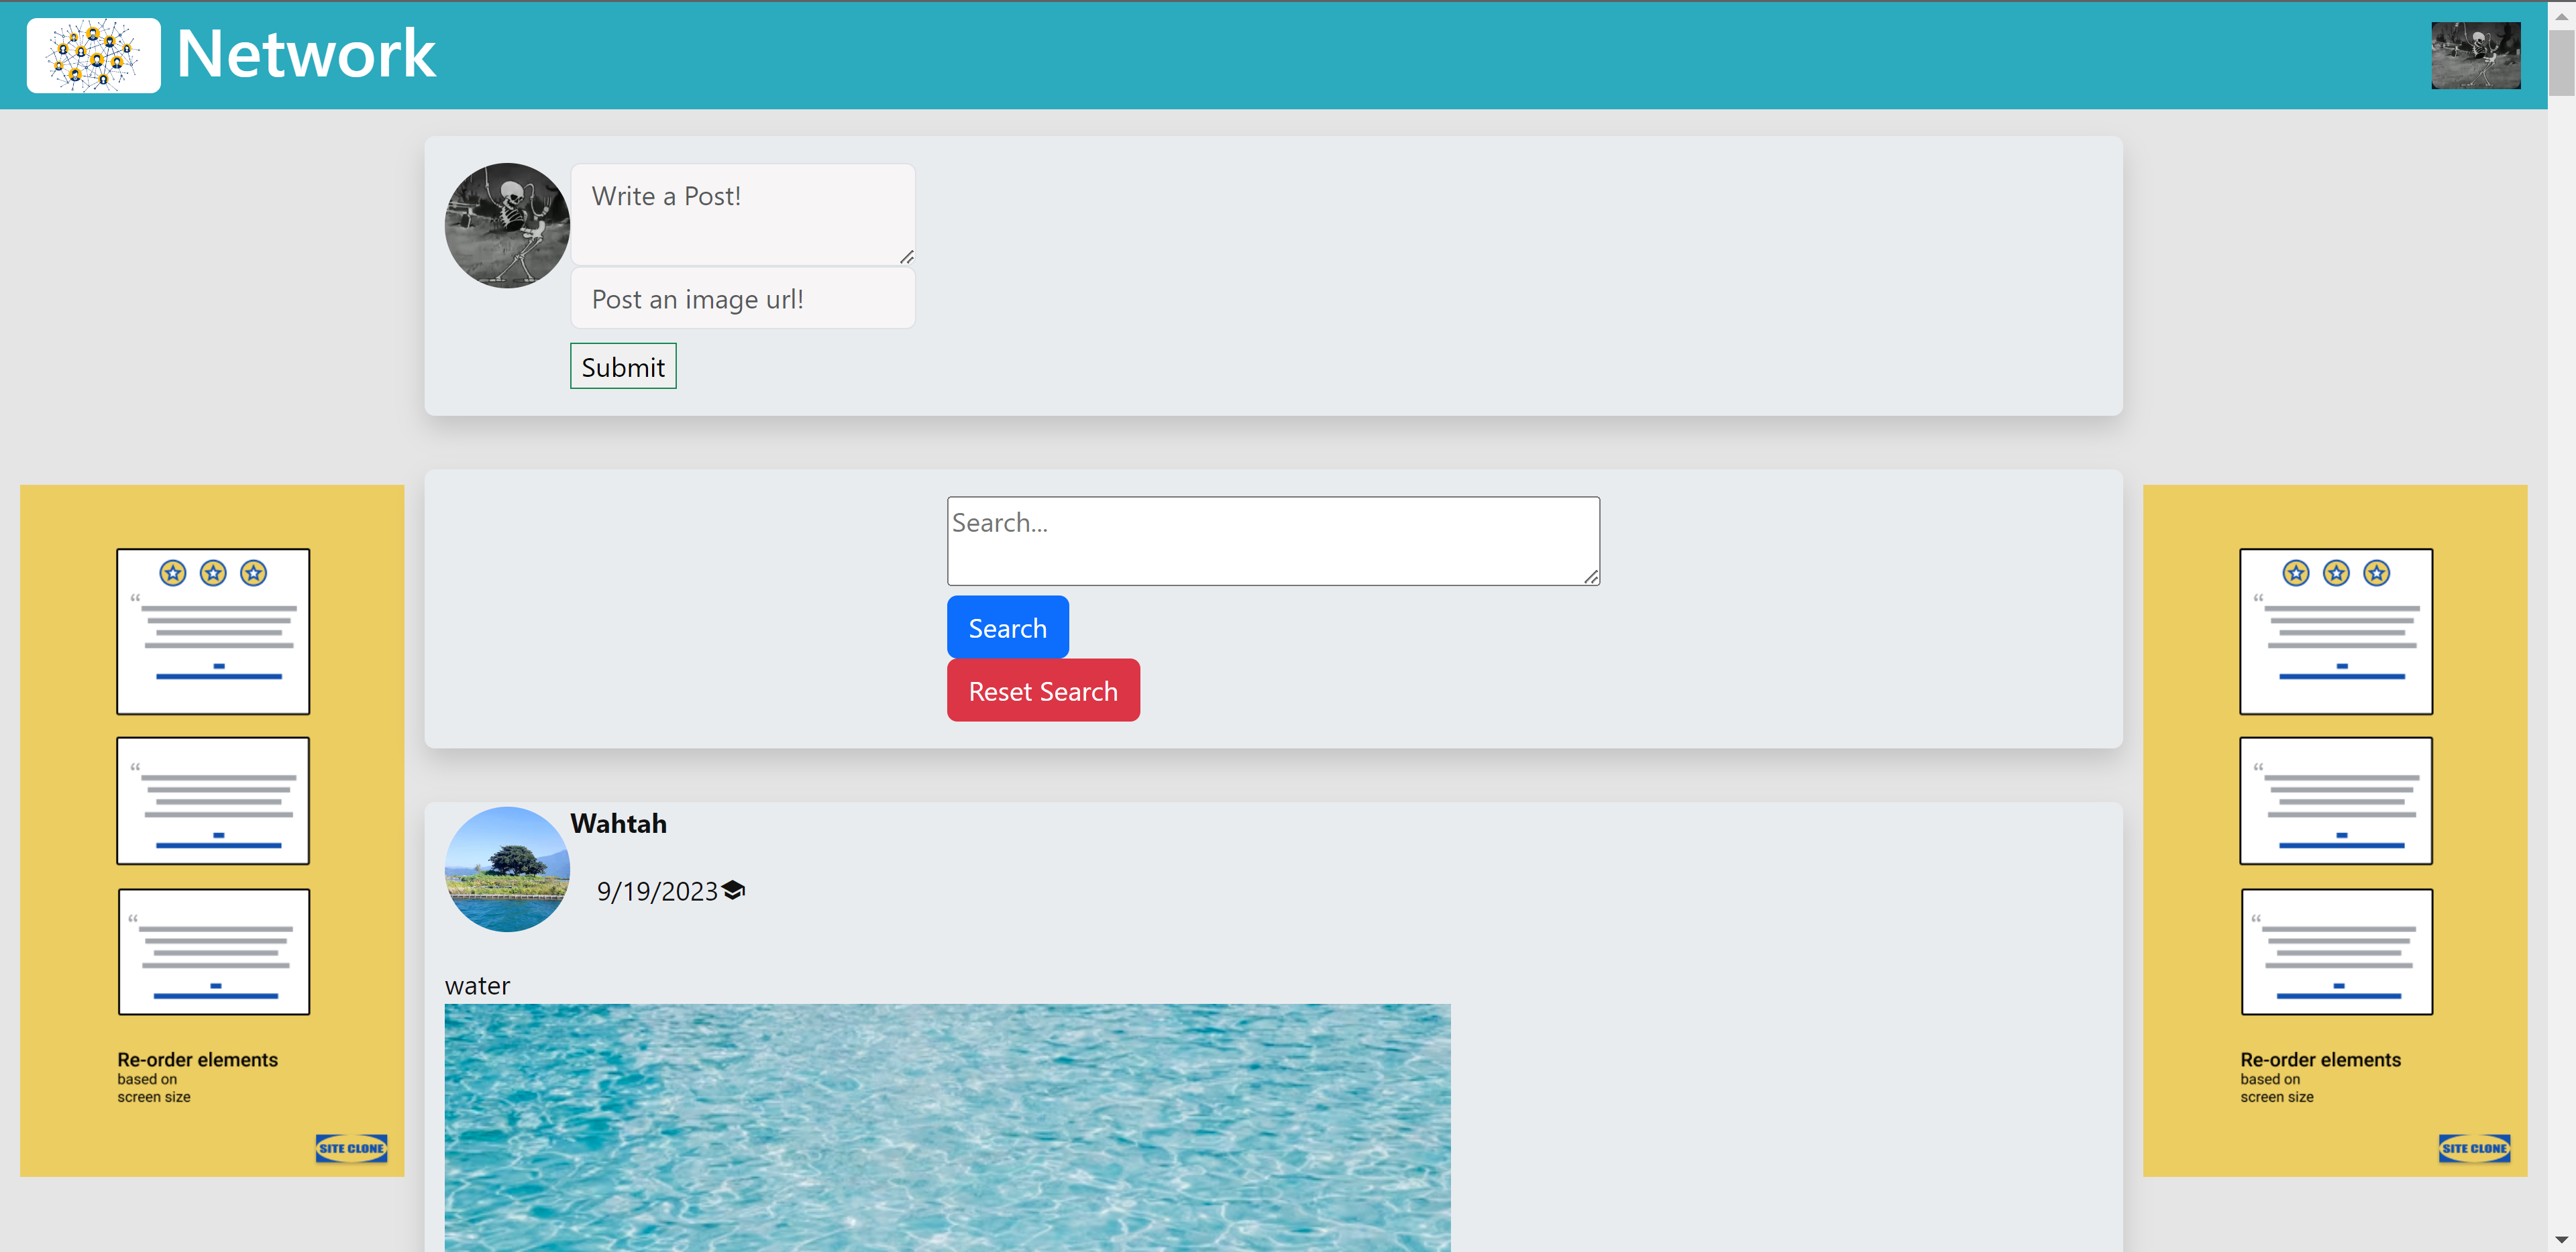 Network
Write a Post!
Post an image url!
Submit
Search...
Search
Reset Search
Wahtah
9/19/2023
water
Re-order elements
based on
screen size
SITE CLONE
Re-order elements
based on
screen size
SITE CLONE